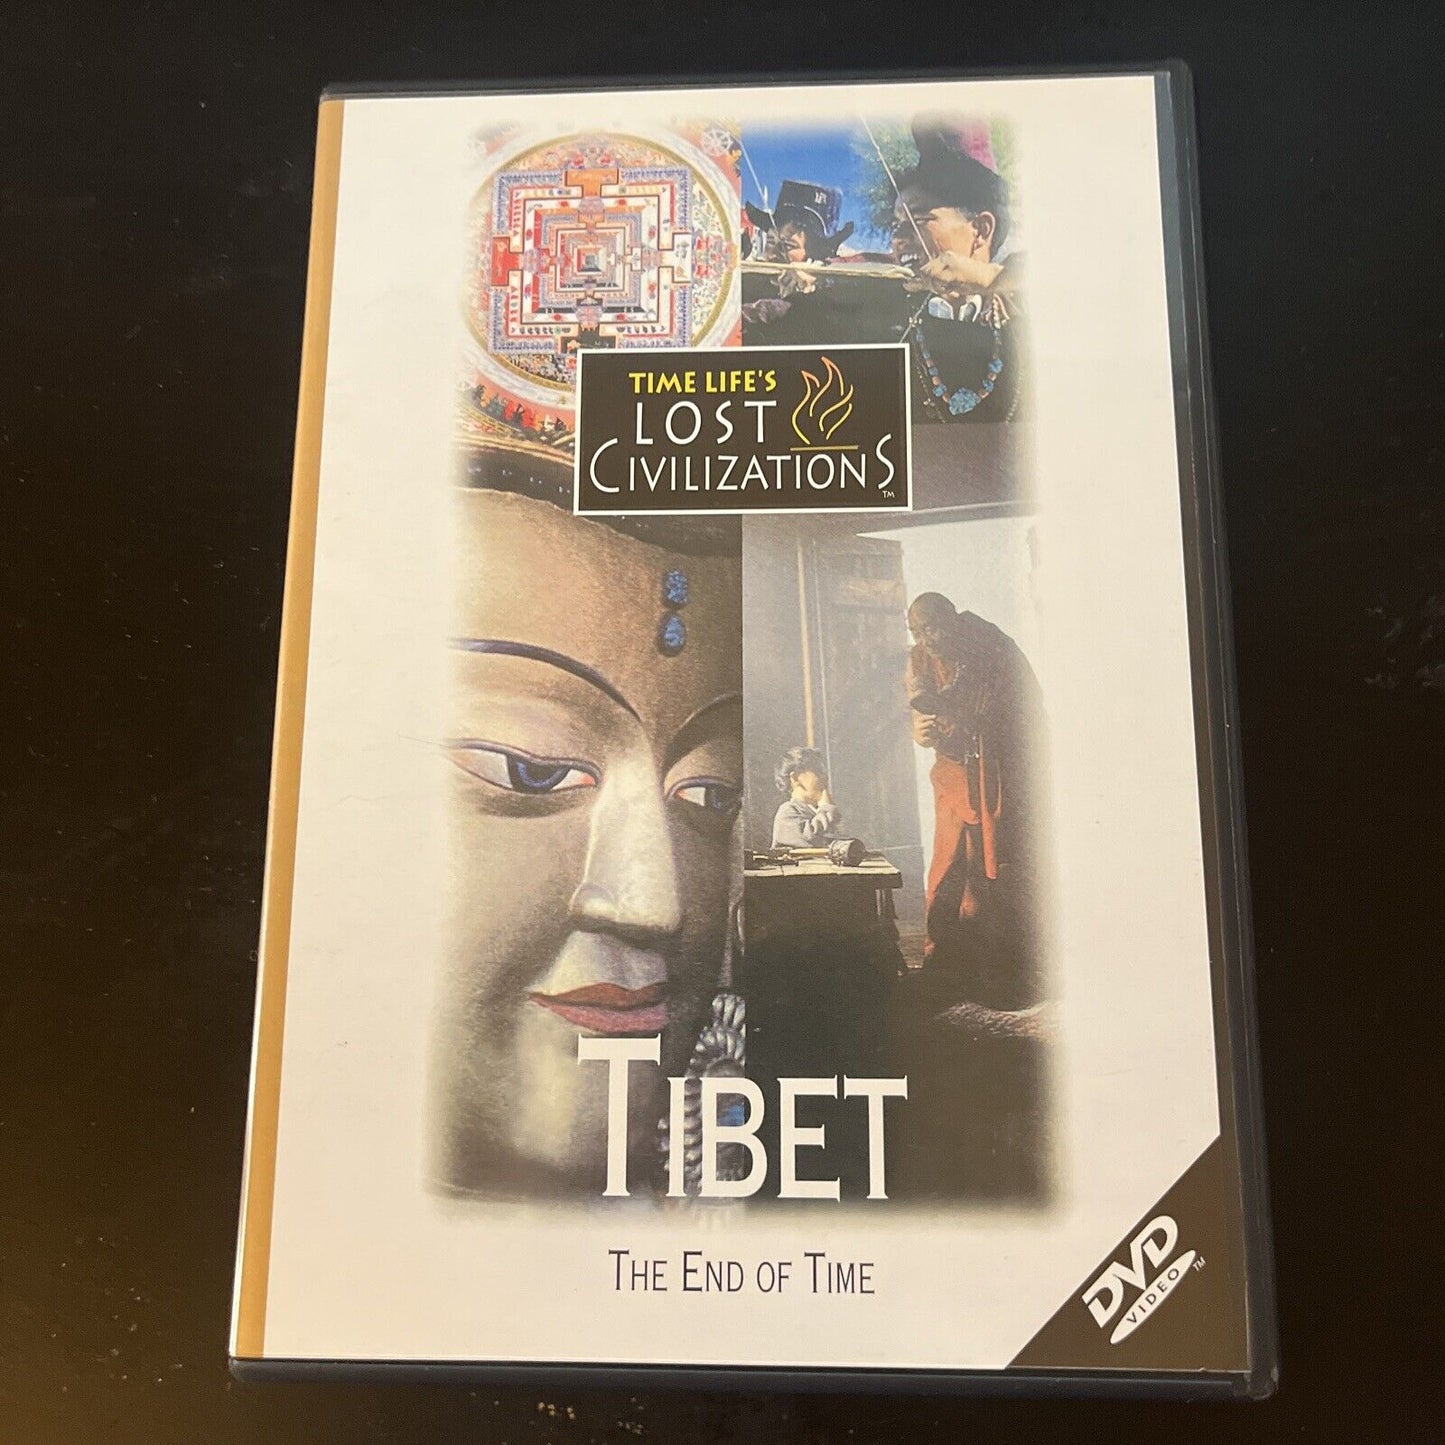 TIME LIFE'S
LOST
CIVILIZATIONS
TM
TIBET
THE END OF TIME
DVD
VIDEO
TM